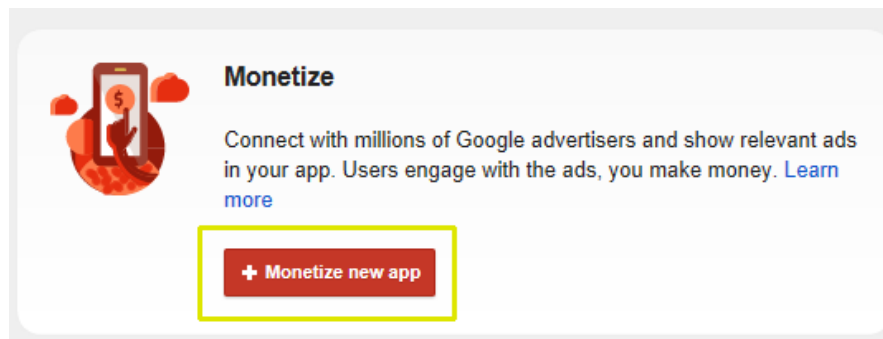 Monetize
$
Connect with millions of Google advertisers and show relevant ads
in your app. Users engage with the ads, you make money. Learn
more
+ Monetize new app